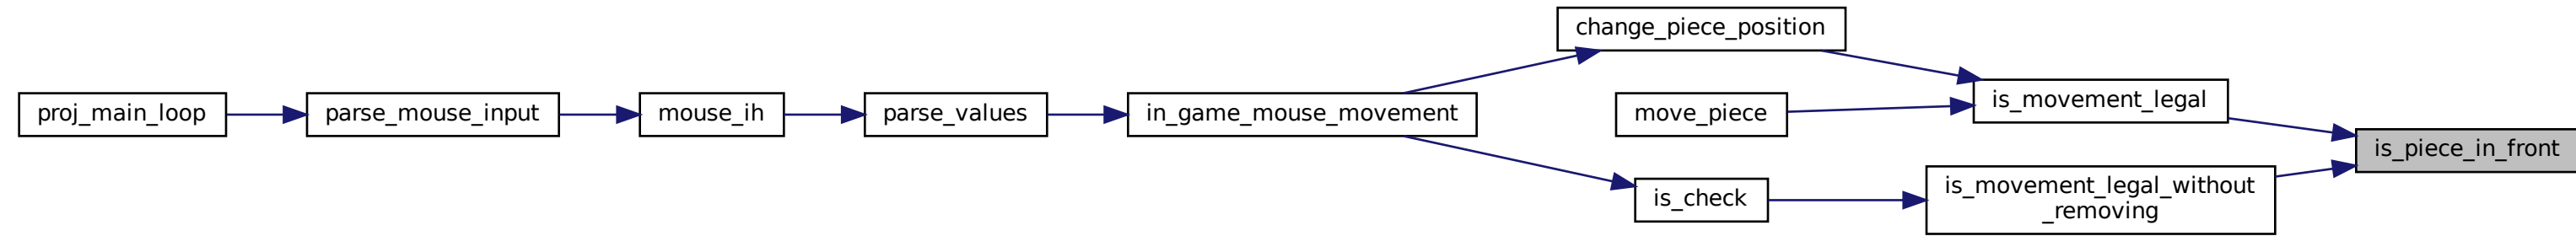 proj_main_loop
parse_mouse_input
mouse_ih
parse_values
in_game_mouse_movement
change_piece_position
move_piece
is_check
is_movement_legal
is_movement_legal_without
_removing
is_piece_in_front